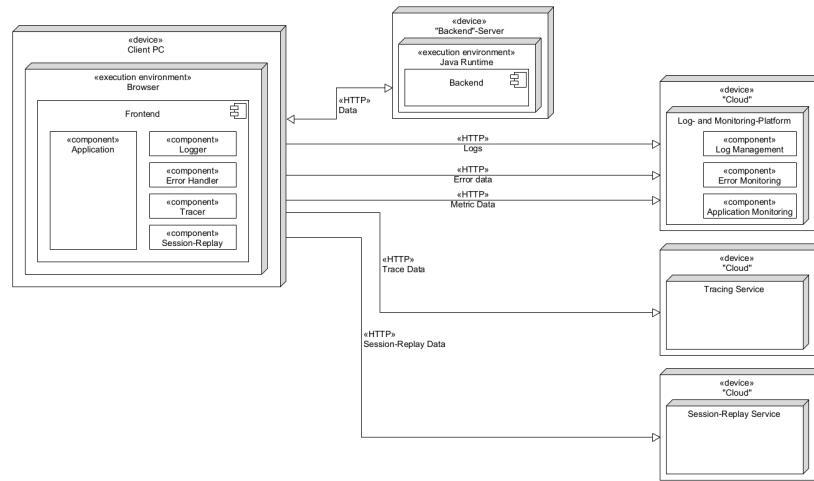 «device»
Client PC
«execution environment»
Browser
Frontend
«component»
Application
«component»
Logger
«component»
Error Handler
«component»
Tracer
«component»
Session-Replay
«device»
"Backend"-Server
«execution environment»
Java Runtime
Backend
«HTTP»
Data
«HTTP»
Logs
«HTTP»
Error data
«HTTP»
Metric Data
«HTTP»
Trace Data
«HTTP»
Session-Replay Data
«device»
"Cloud"
Log- and Monitoring-Platform
«component»
Log Management
«component»
Error Monitoring
«component»
Application Monitoring
«device»
"Cloud"
Tracing Service
«device»
"Cloud"
Session-Replay Service